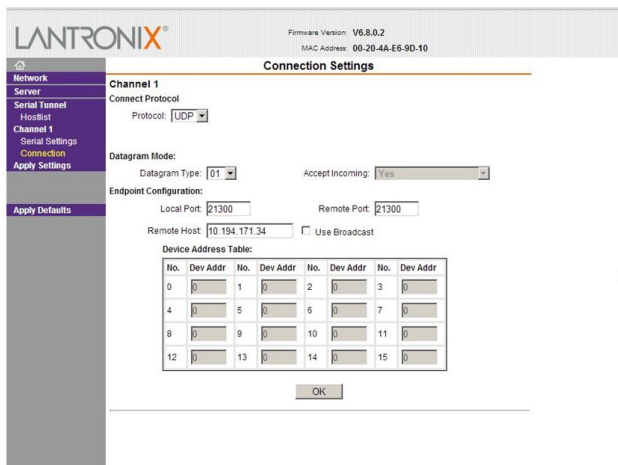 LANTRONIX®
Firmware Version: V6.8.0.2
MAC Address: 00-20-4A-E6-9D-10
Network
Server
Serial Tunnel
Hostlist
Channel 1
Serial Settings
Connection
Apply Settings
Apply Defaults
Connection Settings
Channel 1
Connect Protocol
Protocol: UDP
Datagram Mode:
Datagram Type: 01 Accept Incoming: Yes
Endpoint Configuration:
Local Port: 21300 Remote Port: 21300
Remote Host: 10.194.171.34 Use Broadcast
Device Address Table:
No. Dev Addr No. Dev Addr No. Dev Addr No. Dev Addr
0 0 1 0 2 0 3 0
4 0 5 0 6 0 7 0
8 0 9 0 10 0 11 0
12 0 13 0 14 0 15 0
OK